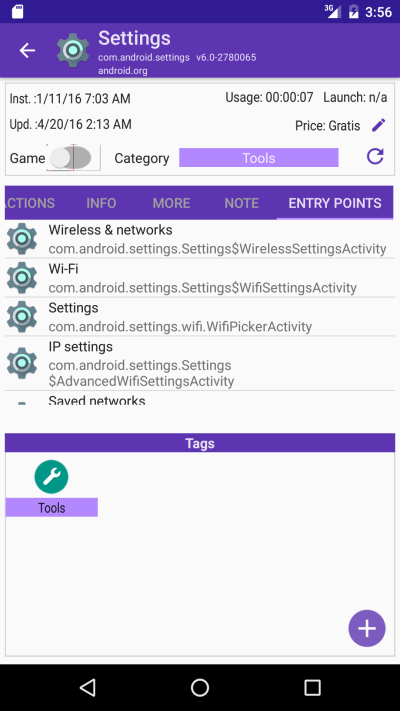 3G 3:56
Settings
com.android.settings v6.0-2780065
android.org
Inst. :1/11/16 7:03 AM Usage: 00:00:07 Launch: n/a
Upd. :4/20/16 2:13 AM Price: Gratis
Game Category Tools
CTIONS INFO MORE NOTE ENTRY POINTS
Wireless & networks
com.android.settings.Settings$WirelessSettingsActivity
Wi-Fi
com.android.settings.Settings$WifiSettingsActivity
Settings
com.android.settings.wifi.WifiPickerActivity
IP settings
com.android.settings.Settings
$AdvancedWifiSettingsActivity
Saved networks
Tags
Tools